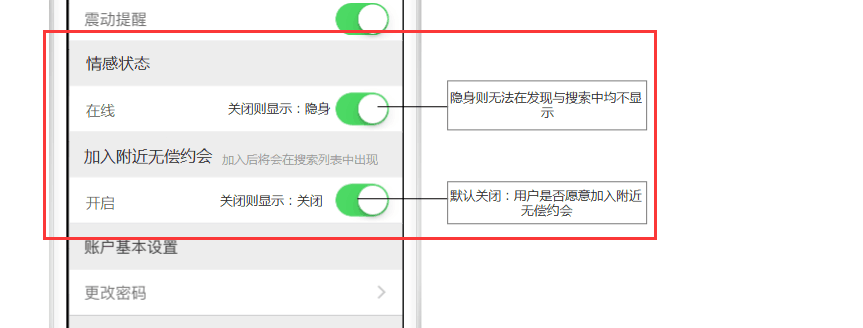 震动提醒
情感状态
在线 关闭则显示：隐身
隐身则无法在发现与搜索中均不显
示
加入附近无偿约会 加入后将会在搜索列表中出现
开启 关闭则显示：关闭
默认关闭：用户是否愿意加入附近
无偿约会
账户基本设置
更改密码